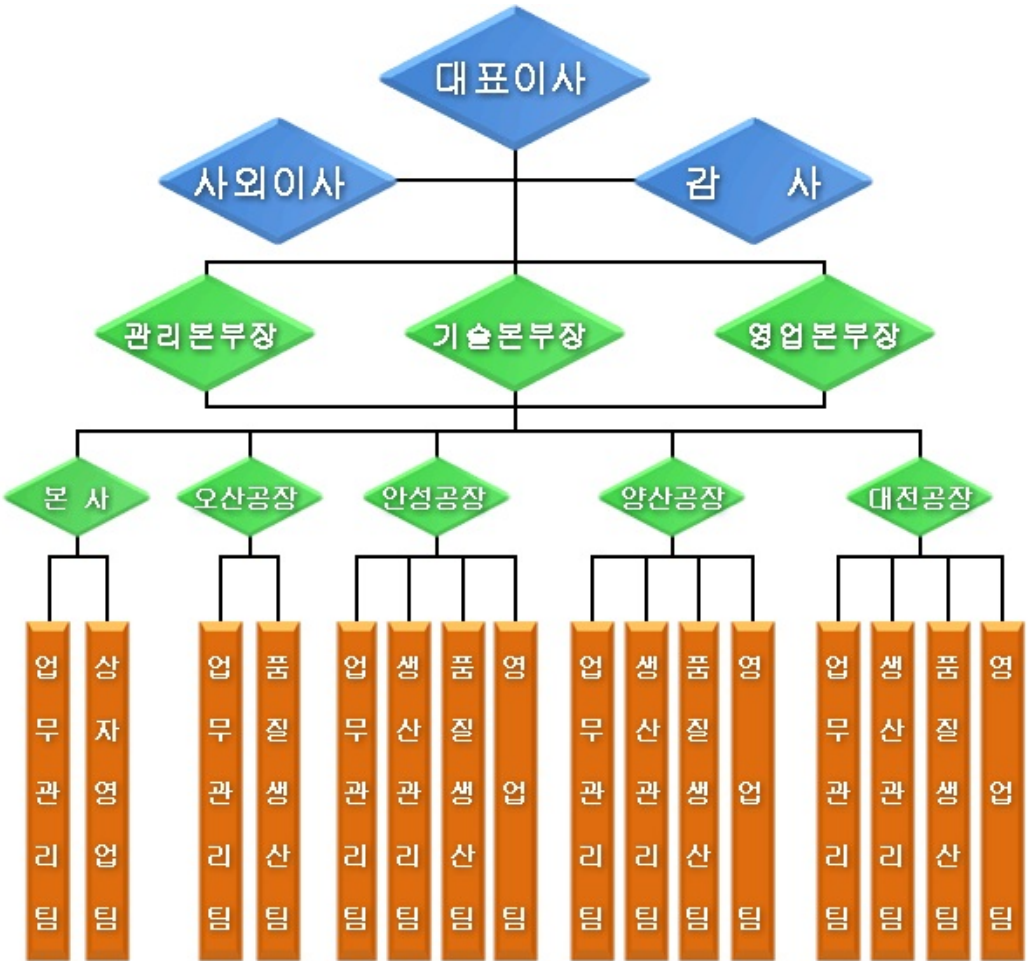 대표이사
사외이사
감 사
관리본부장
기술본부장
영업본부장
본 사
오산공장
안성공장
양산공장
대전공장
업무관리팀
상자영업팀
업무관리팀
품질생산팀
업무관리팀
생산관리팀
품질생산팀
영업팀
업무관리팀
생산관리팀
품질생산팀
영업팀
업무관리팀
생산관리팀
품질생산팀
영업팀